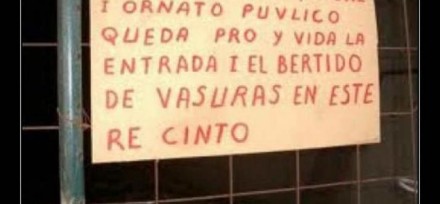 I ORNATO PUVLICO
QUEDA PRO Y VIDA LA
ENTRADA I EL BERTIDO
DE VASURAS EN ESTE
RE CINTO